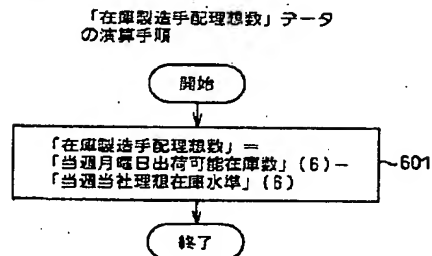 「在庫製造手配理想数」データ
の演算手順
開始
「在庫製造手配理想数」＝
「当週月曜日出荷可能在庫数」(6)－
「当週当社理想在庫水準」(6)
601
終了